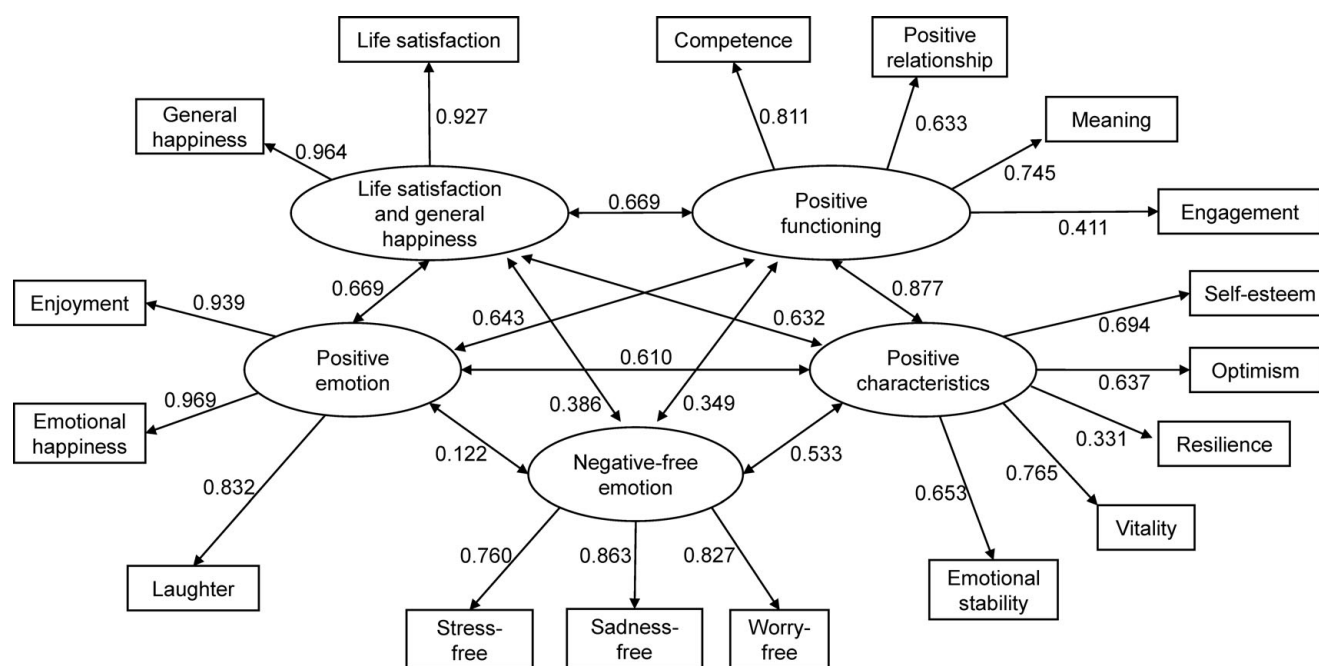 Life satisfaction
Competence
Positive
relationship
General
happiness
0.927
0.811
0.633
Meaning
0.964
0.745
Life satisfaction
and general
happiness
0.669
Positive
functioning
0.411
Engagement
Enjoyment
0.939
0.669
0.643
0.632
0.877
Self-esteem
0.694
Positive
emotion
0.610
Positive
characteristics
0.637
Optimism
Emotional
happiness
0.969
0.386
0.349
0.331
Resilience
0.122
Negative-free
emotion
0.533
0.765
0.832
0.653
Vitality
Laughter
0.760
0.863
0.827
Emotional
stability
Stress-
free
Sadness-
free
Worry-
free